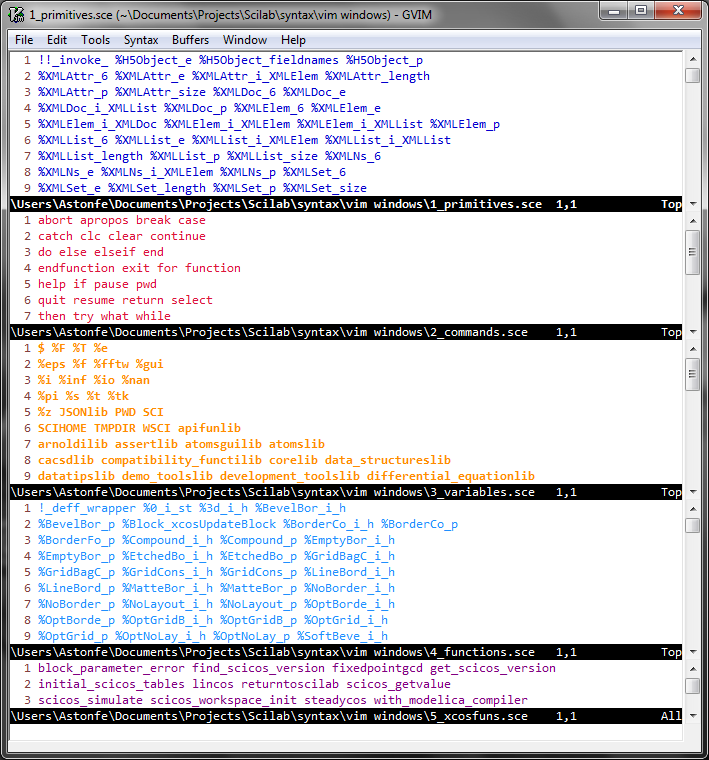 1_primitives.sce (~\Documents\Projects\Scilab\syntax\vim windows) - GVIM
File Edit Tools Syntax Buffers Window Help
1 !!_invoke_ %H5Object_e %H5Object_fieldnames %H5Object_p
2 %XMLAttr_6 %XMLAttr_e %XMLAttr_i_XMLElem %XMLAttr_length
3 %XMLAttr_p %XMLAttr_size %XMLDoc_6 %XMLDoc_e
4 %XMLDoc_i_XMLList %XMLDoc_p %XMLElem_6 %XMLElem_e
5 %XMLElem_i_XMLDoc %XMLElem_i_XMLElem %XMLElem_i_XMLList %XMLElem_p
6 %XMLList_6 %XMLList_e %XMLList_i_XMLElem %XMLList_i_XMLList
7 %XMLList_length %XMLList_p %XMLList_size %XMLNs_6
8 %XMLNs_e %XMLNs_i_XMLElem %XMLNs_p %XMLSet_6
9 %XMLSet_e %XMLSet_length %XMLSet_p %XMLSet_size
\Users\Astonfe\Documents\Projects\Scilab\syntax\vim windows\1_primitives.sce 1,1 Top
1 abort apropos break case
2 catch clc clear continue
3 do else elseif end
4 endfunction exit for function
5 help if pause pwd
6 quit resume return select
7 then try what while
\Users\Astonfe\Documents\Projects\Scilab\syntax\vim windows\2_commands.sce 1,1 Top
1 $ %F %T %e
2 %eps %f %fftw %gui
3 %i %inf %io %nan
4 %pi %s %t %tk
5 %z JSONlib PWD SCI
6 SCIHOME TMPDIR WSCI apifunlib
7 arnoldilib assertlib atomsguilib atomslib
8 cacsdlib compatibility_functilib corelib data_structureslib
9 datatipslib demo_toolslib development_toolslib differential_equationlib
\Users\Astonfe\Documents\Projects\Scilab\syntax\vim windows\3_variables.sce 1,1 Top
1 !_deff_wrapper %0_i_st %3d_i_h %BevelBor_i_h
2 %BevelBor_p %Block_xcosUpdateBlock %BorderCo_i_h %BorderCo_p
3 %BorderFo_p %Compound_i_h %Compound_p %EmptyBor_i_h
4 %EmptyBor_p %EtchedBo_i_h %EtchedBo_p %GridBagC_i_h
5 %GridBagC_p %GridCons_i_h %GridCons_p %LineBord_i_h
6 %LineBord_p %MatteBor_i_h %MatteBor_p %NoBorder_i_h
7 %NoBorder_p %NoLayout_i_h %NoLayout_p %OptBorde_i_h
8 %OptBorde_p %OptGridB_i_h %OptGridB_p %OptGrid_i_h
9 %OptGrid_p %OptNoLay_i_h %OptNoLay_p %SoftBeve_i_h
\Users\Astonfe\Documents\Projects\Scilab\syntax\vim windows\4_functions.sce 1,1 Top
1 block_parameter_error find_scicos_version fixedpointgcd get_scicos_version
2 initial_scicos_tables lincos returntoscilab scicos_getvalue
3 scicos_simulate scicos_workspace_init steadycos with_modelica_compiler
\Users\Astonfe\Documents\Projects\Scilab\syntax\vim windows\5_xcosfuns.sce 1,1 All